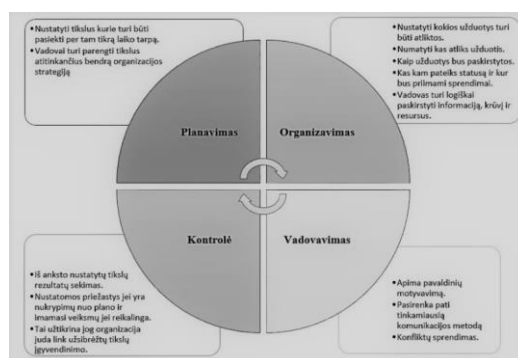 • Nustatyti tikslus kurie turi būti
pasiekti per tam tikrą laiko tarpą.
• Vadovai turi parengti tikslus
atitinkančius bendrą organizacijos
strategiją
• Nustatyti kokios užduotys turi
būti atliktos.
• Numatyti kas atliks užduotis.
• Kaip užduotys bus paskirstytos.
• Kas kam pateiks statusą ir kur
bus priimami sprendimai.
• Vadovas turi logiškai
paskirstyti informaciją, krūvį ir
resursus.
Planavimas
Organizavimas
Kontrolė
Vadovavimas
• Iš anksto nustatytų tikslų
rezultatų sekimas.
• Nustatomos priežastys jei yra
nukrypimų nuo plano ir
imamasi veiksmų jei reikalinga.
• Tai užtikrina jog organizacija
juda link užsibrėžtų tikslų
įgyvendinimo.
• Apima pavaldinių
motyvavimą.
• Pasirenka patį
tinkamiausią
komunikacijos metodą
• Konfliktų sprendimas.